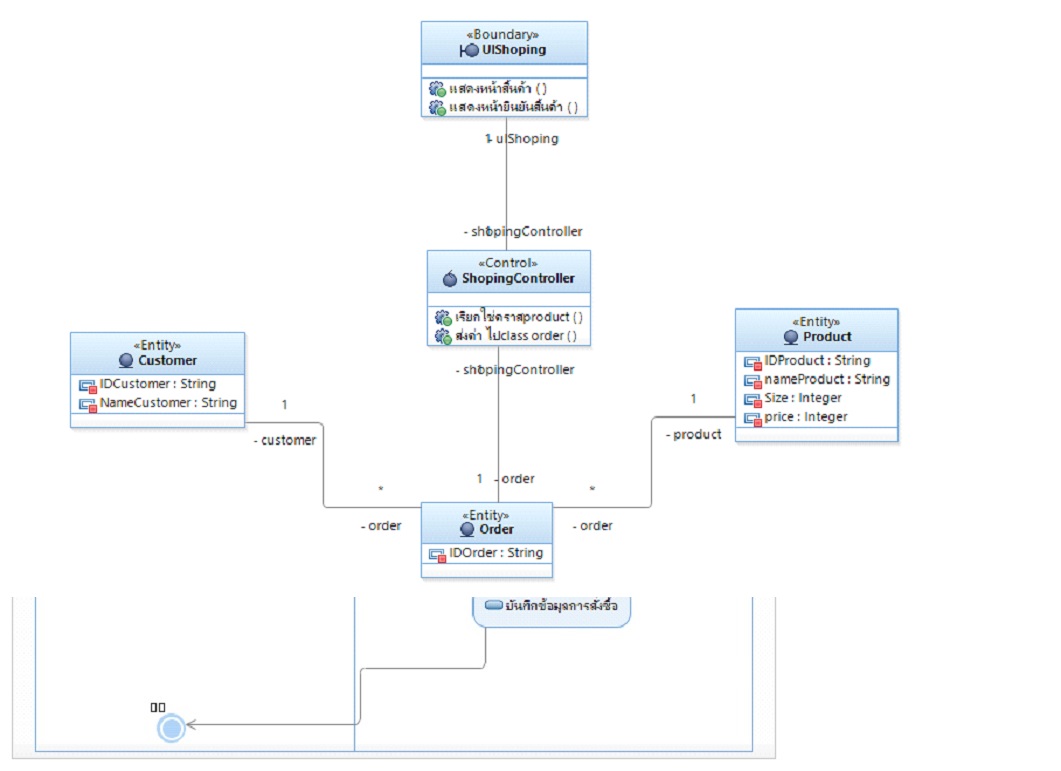 «Boundary»
UIShoping
แสดงหน้าสินค้า ()
แสดงหน้ายืนยันสินค้า ()
1 - uIShoping
- shopingController
«Control»
ShopingController
เรียกใช่คราสproduct ()
ส่งค่า ไปclass order ()
- shopingController
«Entity»
Customer
IDCustomer : String
NameCustomer : String
1
- customer
«Entity»
Product
IDProduct : String
nameProduct : String
Size : Integer
price : Integer
1
- product
1 - order
*
- order
*
- order
«Entity»
Order
IDOrder : String
บันทึกข้อมูลการสั่งซื้อ